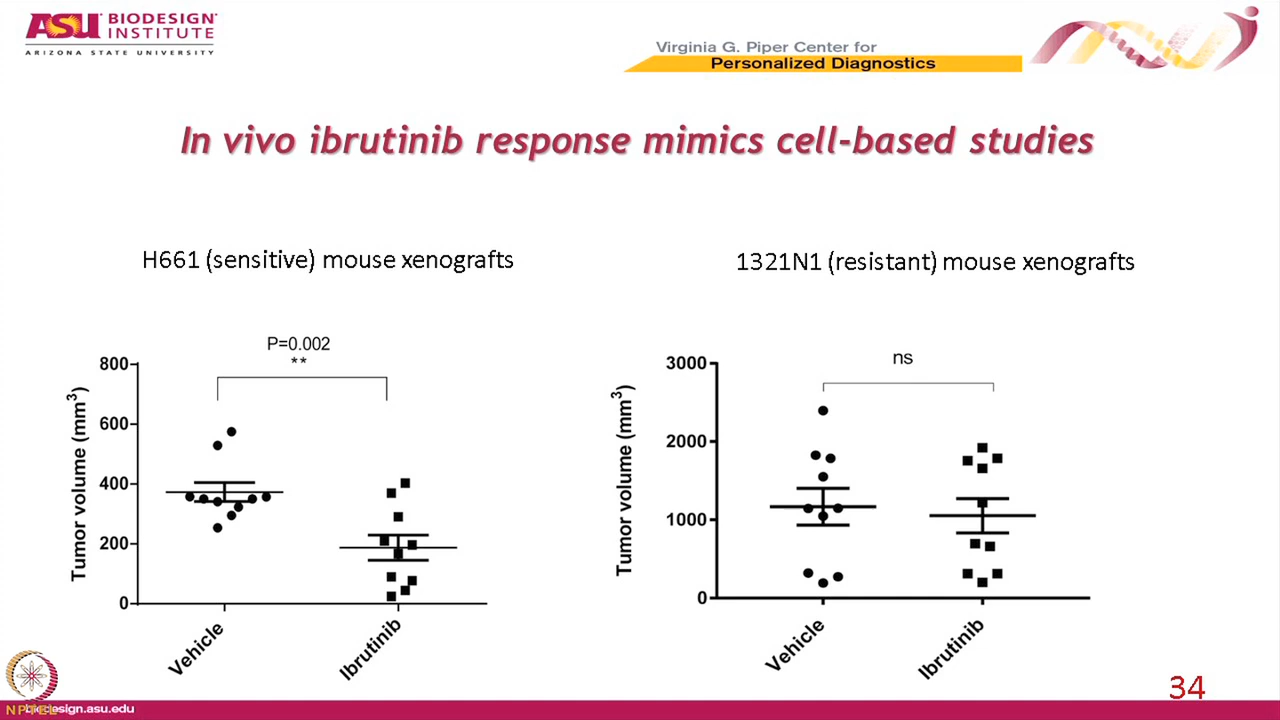 ASU BIODESIGN
INSTITUTE
ARIZONA STATE UNIVERSITY
Virginia G. Piper Center for
Personalized Diagnostics
In vivo ibrutinib response mimics cell-based studies
H661 (sensitive) mouse xenografts
1321N1 (resistant) mouse xenografts
P=0.002
**
800
600
400
200
0
Tumor volume (mm3)
Vehicle
Ibrutinib
ns
3000
2000
1000
0
Tumor volume (mm3)
Vehicle
Ibrutinib
34
NPTEL
biodesign.asu.edu